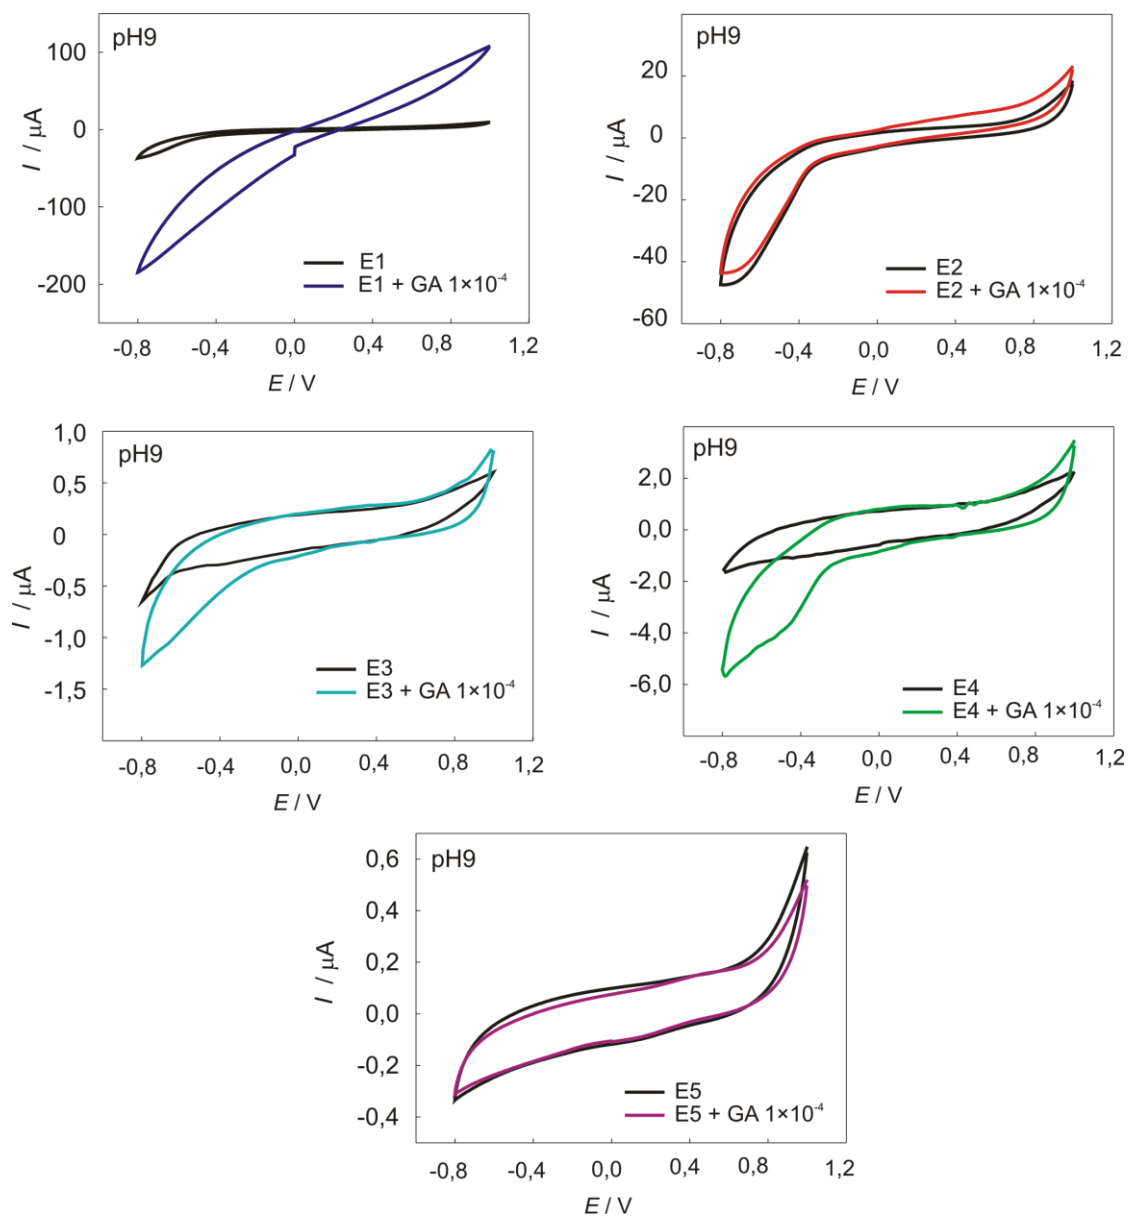 pH9
100
0
-100
-200
I / μA
-0,8 -0,4 0,0 0,4 0,8 1,2
E / V
E1
E1 + GA 1×10⁻⁴
pH9
20
0
-20
-40
-60
I / μA
-0,8 -0,4 0,0 0,4 0,8 1,2
E / V
E2
E2 + GA 1×10⁻⁴
pH9
1,0
0,5
0
-0,5
-1,0
-1,5
I / μA
-0,8 -0,4 0,0 0,4 0,8 1,2
E / V
E3
E3 + GA 1×10⁻⁴
pH9
2,0
0,0
-2,0
-4,0
-6,0
I / μA
-0,8 -0,4 0,0 0,4 0,8 1,2
E / V
E4
E4 + GA 1×10⁻⁴
pH9
0,6
0,4
0,2
0,0
-0,2
-0,4
I / μA
-0,8 -0,4 0,0 0,4 0,8 1,2
E / V
E5
E5 + GA 1×10⁻⁴